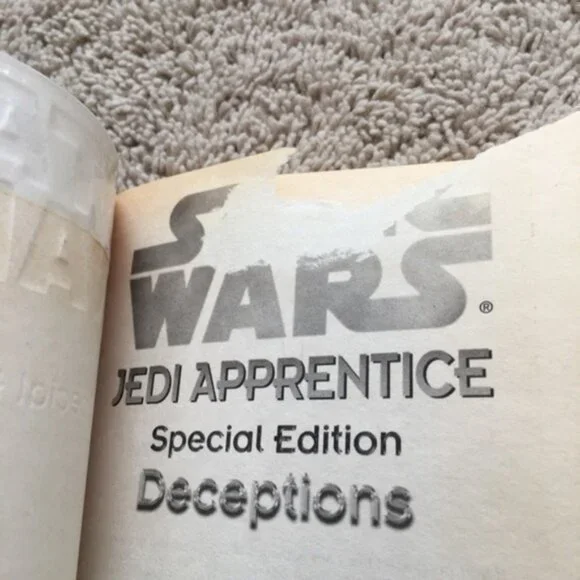 WARS®
JEDI APPRENTICE
Special Edition
Deceptions